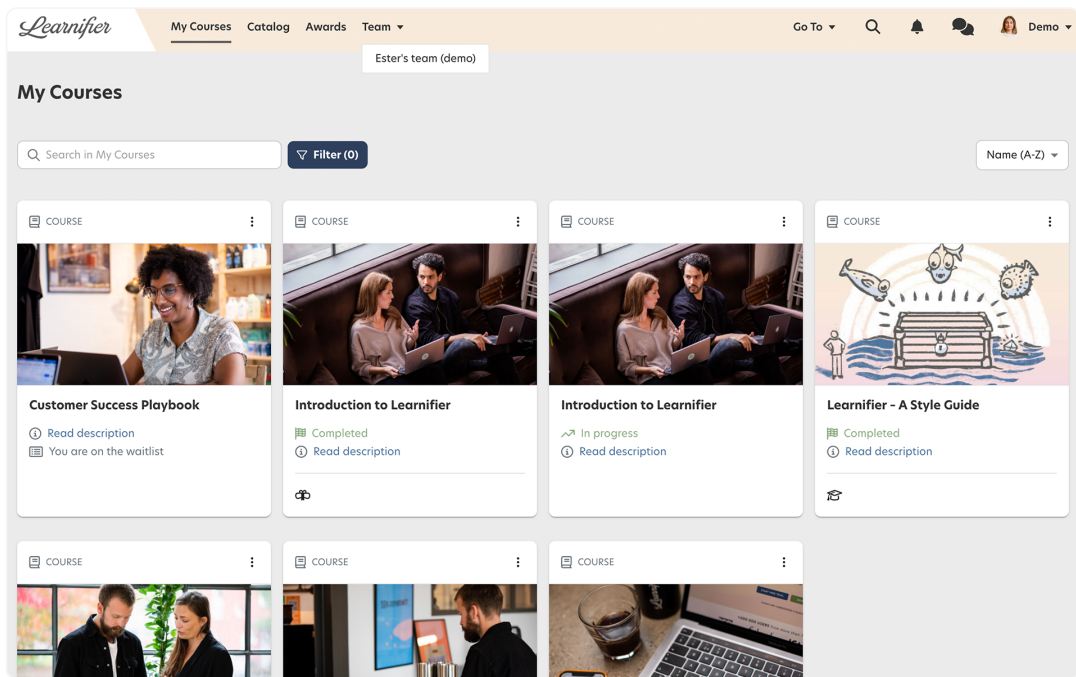 Learnifier
My Courses
Catalog
Awards
Team
Go To
Demo
Ester's team (demo)
My Courses
Search in My Courses
Filter (0)
Name (A-Z)
COURSE
COURSE
COURSE
COURSE
Customer Success Playbook
Read description
You are on the waitlist
Introduction to Learnifier
Completed
Read description
Introduction to Learnifier
In progress
Read description
Learnifier – A Style Guide
Completed
Read description
COURSE
COURSE
COURSE